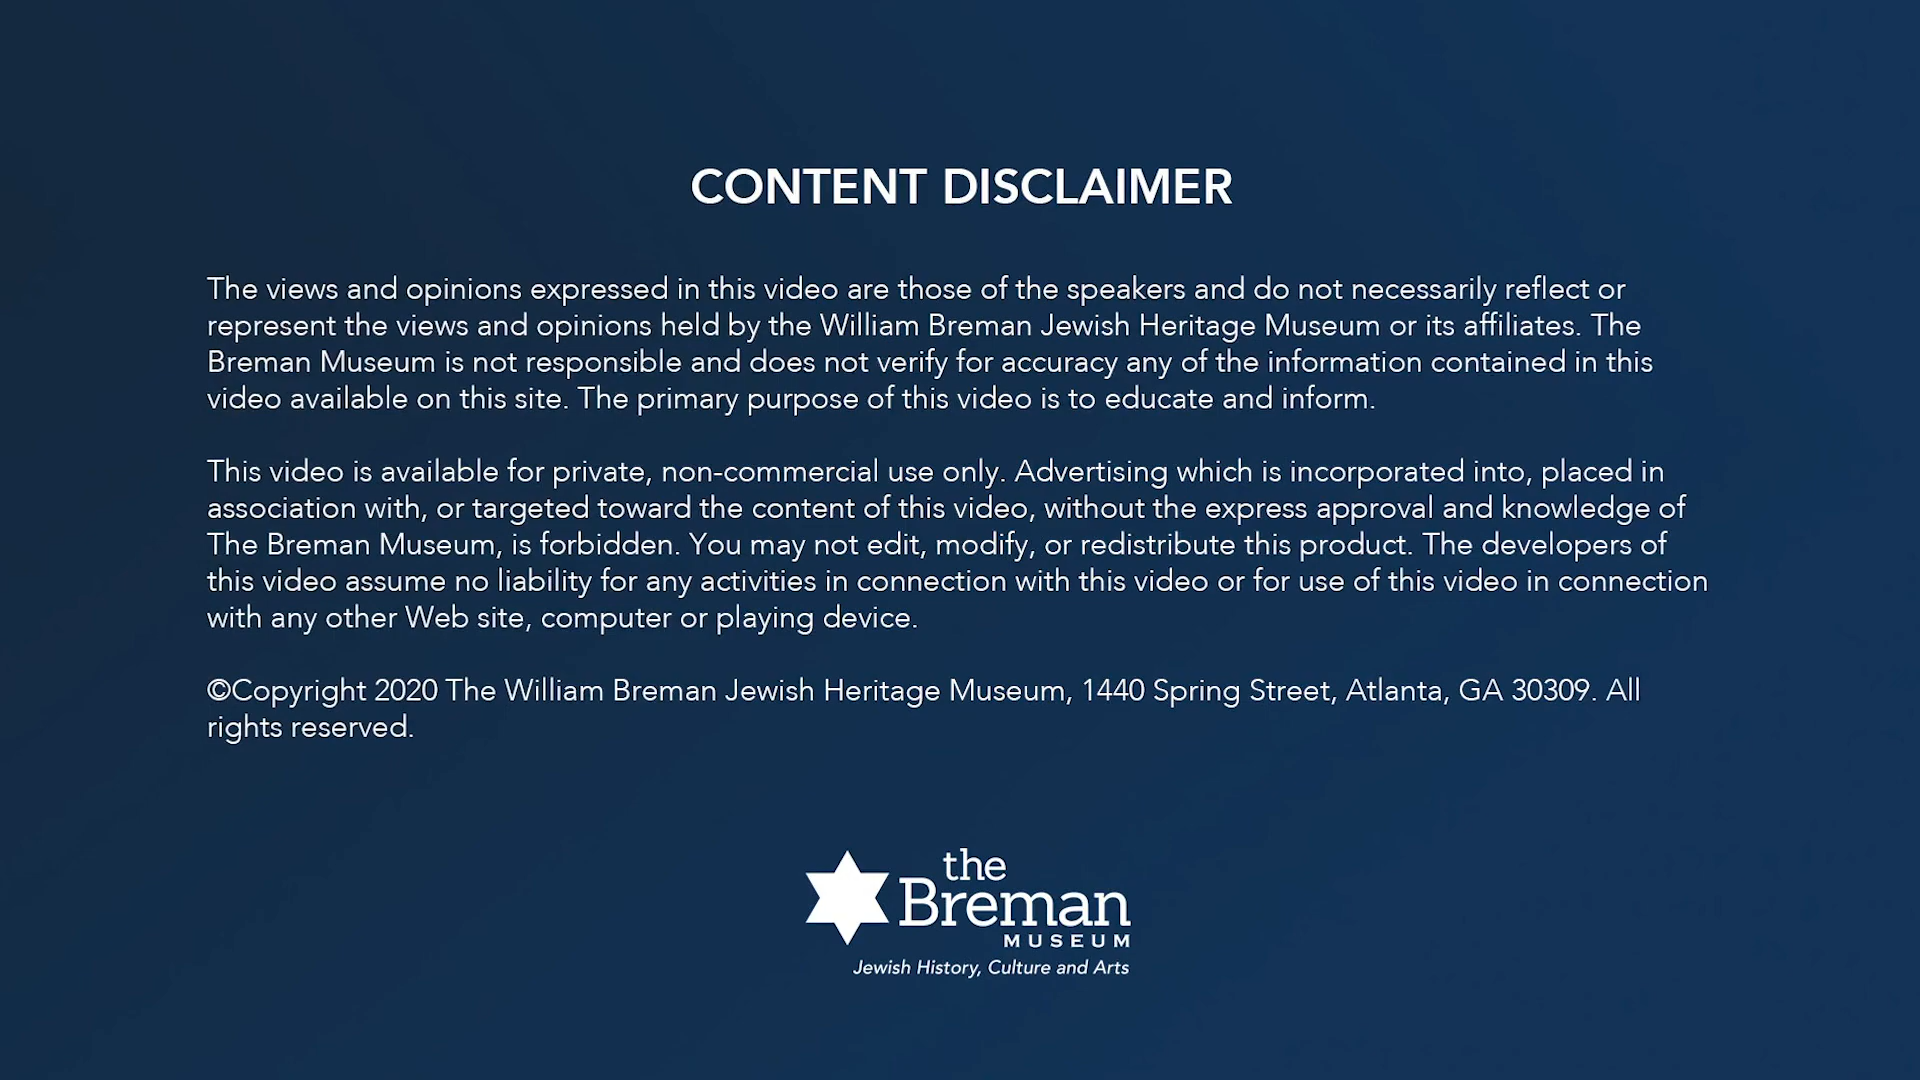 CONTENT DISCLAIMER
The views and opinions expressed in this video are those of the speakers and do not necessarily reflect or
represent the views and opinions held by the William Breman Jewish Heritage Museum or its affiliates. The
Breman Museum is not responsible and does not verify for accuracy any of the information contained in this
video available on this site. The primary purpose of this video is to educate and inform.
This video is available for private, non-commercial use only. Advertising which is incorporated into, placed in
association with, or targeted toward the content of this video, without the express approval and knowledge of
The Breman Museum, is forbidden. You may not edit, modify, or redistribute this product. The developers of
this video assume no liability for any activities in connection with this video or for use of this video in connection
with any other Web site, computer or playing device.
©Copyright 2020 The William Breman Jewish Heritage Museum, 1440 Spring Street, Atlanta, GA 30309. All
rights reserved.
the
Breman
MUSEUM
Jewish History, Culture and Arts